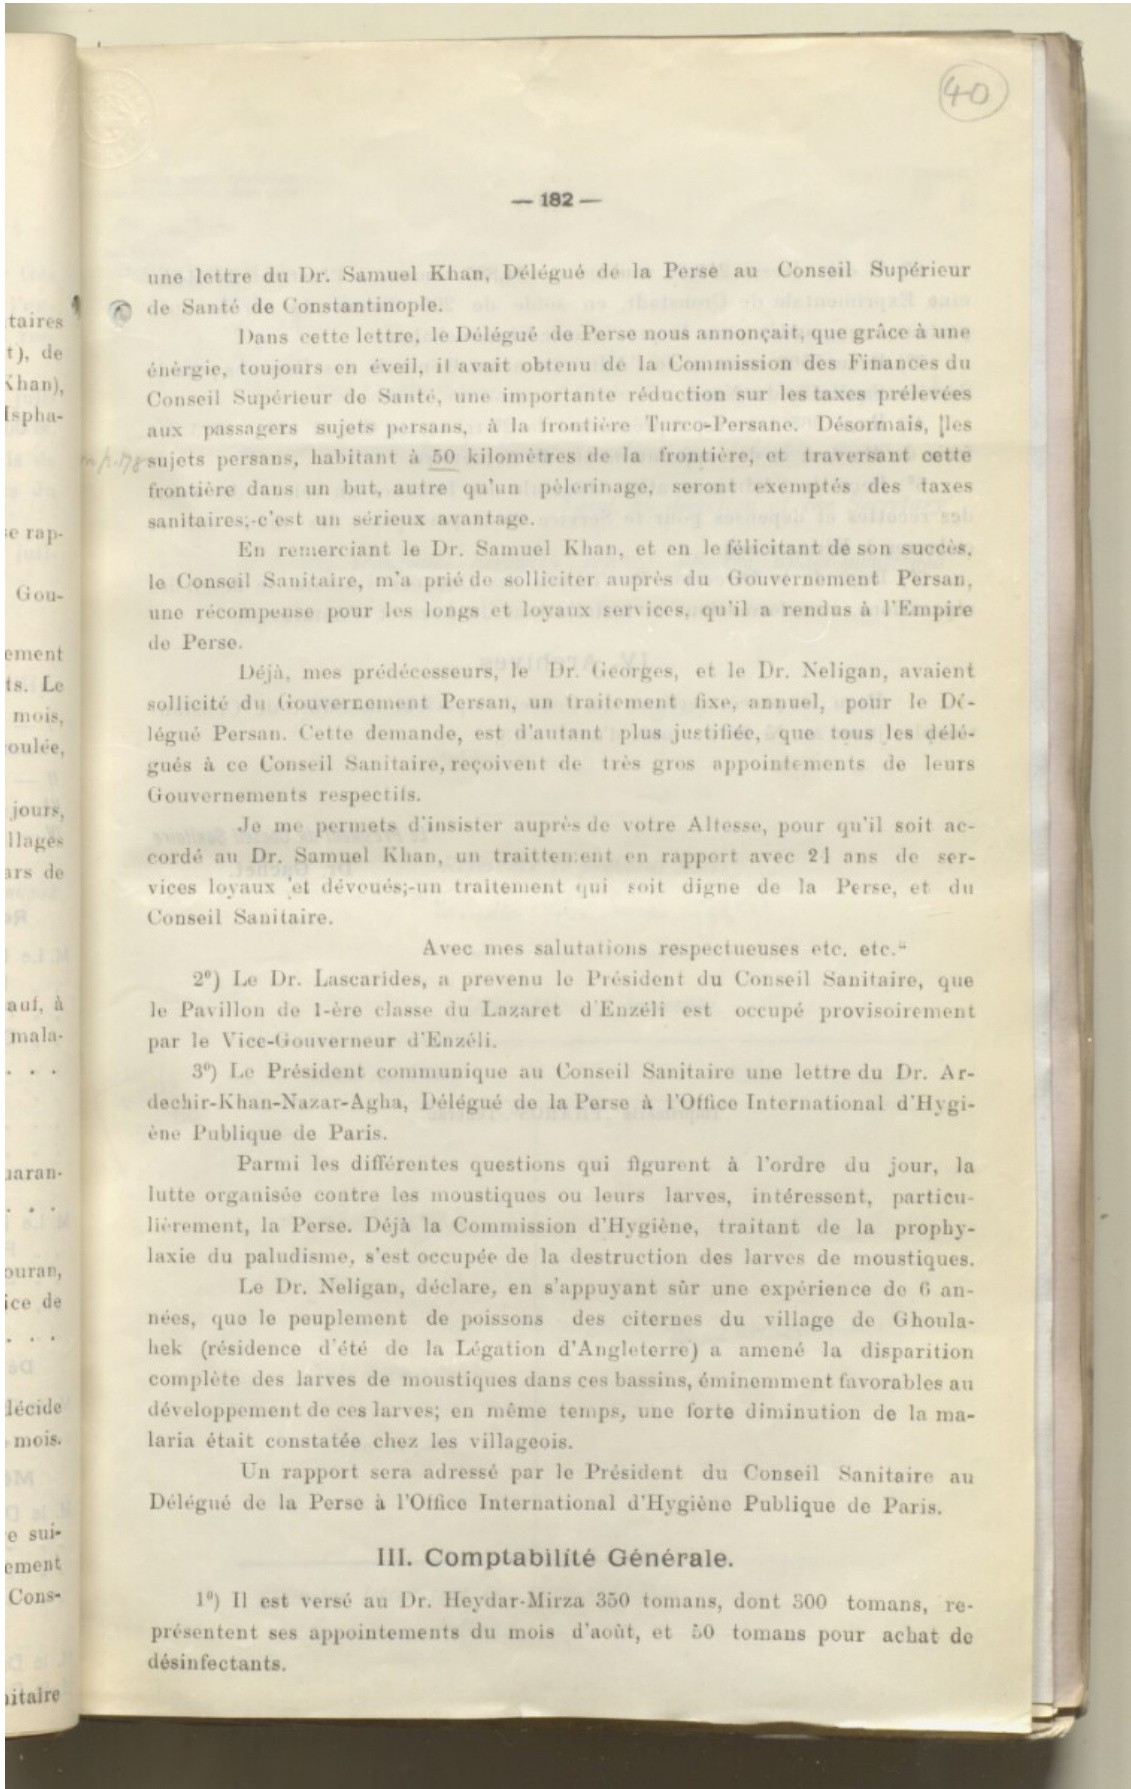 40
— 182 —
une lettre du Dr. Samuel Khan, Délégué de la Perse au Conseil Supérieur
de Santé de Constantinople.
Dans cette lettre, le Délégué de Perse nous annonçait, que grâce à une
énergie, toujours en éveil, il avait obtenu de la Commission des Finances du
Conseil Supérieur de Santé, une importante réduction sur les taxes prélevées
aux passagers sujets persans, à la frontière Turco-Persane. Désormais, les
sujets persans, habitant à 50 kilomètres de la frontière, et traversant cette
frontière dans un but, autre qu'un pèlerinage, seront exemptés des taxes
sanitaires;-c'est un sérieux avantage.
En remerciant le Dr. Samuel Khan, et en le félicitant de son succès,
le Conseil Sanitaire, m'a prié de solliciter auprès du Gouvernement Persan,
une récompense pour les longs et loyaux services, qu'il a rendus à l'Empire
de Perse.
Déjà, mes prédécesseurs, le Dr. Georges, et le Dr. Neligan, avaient
sollicité du Gouvernement Persan, un traitement fixe, annuel, pour le Dé-
légué Persan. Cette demande, est d'autant plus justifiée, que tous les délé-
gués à ce Conseil Sanitaire, reçoivent de très gros appointements de leurs
Gouvernements respectifs.
Je me permets d'insister auprès de votre Altesse, pour qu'il soit ac-
cordé au Dr. Samuel Khan, un traittement en rapport avec 21 ans de ser-
vices loyaux et dévoués;-un traitement qui soit digne de la Perse, et du
Conseil Sanitaire.
Avec mes salutations respectueuses etc. etc.“
2°) Le Dr. Lascarides, a prevenu le Président du Conseil Sanitaire, que
le Pavillon de 1-ère classe du Lazaret d'Enzéli est occupé provisoirement
par le Vice-Gouverneur d'Enzéli.
3°) Le Président communique au Conseil Sanitaire une lettre du Dr. Ar-
dechir-Khan-Nazar-Agha, Délégué de la Perse à l'Office International d'Hygi-
ène Publique de Paris.
Parmi les différentes questions qui figurent à l'ordre du jour, la
lutte organisée contre les moustiques ou leurs larves, intéressent, particu-
lièrement, la Perse. Déjà la Commission d'Hygiène, traitant de la prophy-
laxie du paludisme, s'est occupée de la destruction des larves de moustiques.
Le Dr. Neligan, déclare, en s'appuyant sûr une expérience de 6 an-
nées, que le peuplement de poissons des citernes du village de Ghoula-
hek (résidence d'été de la Légation d'Angleterre) a amené la disparition
complète des larves de moustiques dans ces bassins, éminemment favorables au
développement de ces larves; en même temps, une forte diminution de la ma-
laria était constatée chez les villageois.
Un rapport sera adressé par le Président du Conseil Sanitaire au
Délégué de la Perse à l'Office International d'Hygiène Publique de Paris.
III. Comptabilité Générale.
1°) Il est versé au Dr. Heydar-Mirza 350 tomans, dont 300 tomans, re-
présentent ses appointements du mois d'août, et 50 tomans pour achat de
désinfectants.